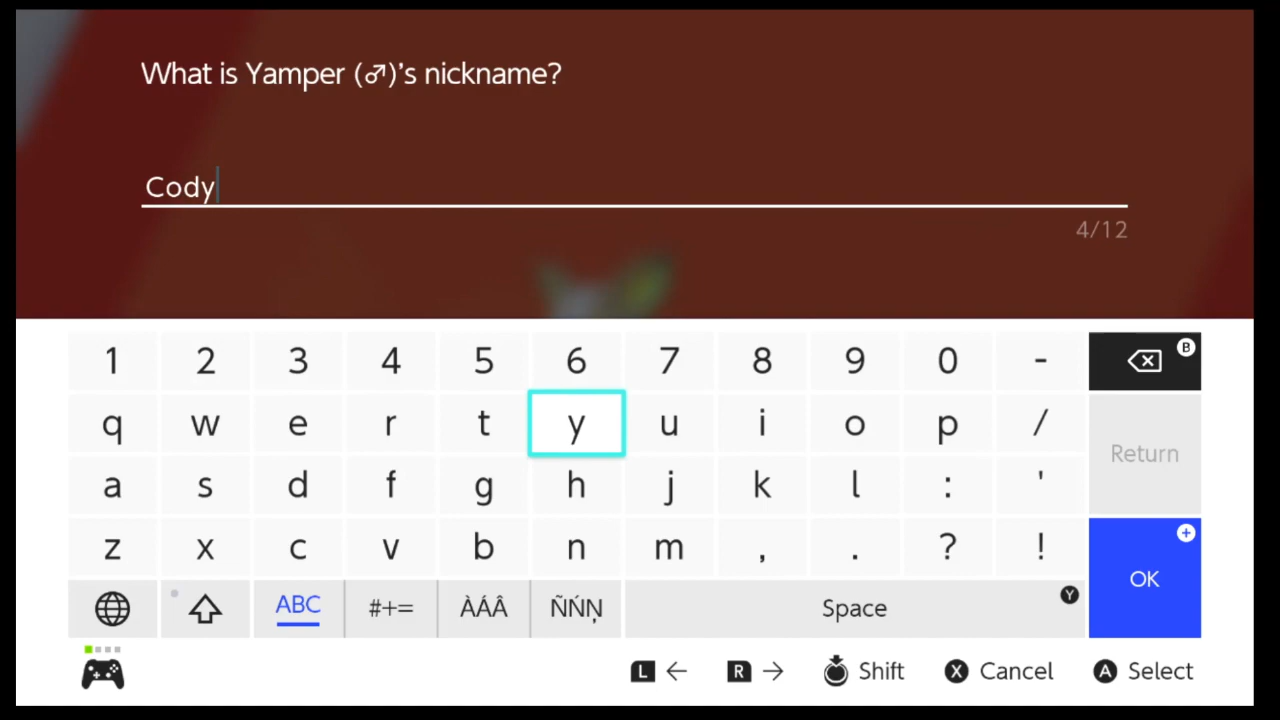 What is Yamper (♂)'s nickname?
Cody
4/12
1 2 3 4 5 6 7 8 9 0 - B
q w e r t y u i o p /
a s d f g h j k l : ' Return
z x c v b n m , . ? ! +
OK
ABC #+= ÀÁÂ ÑŃŅ Space Y
L ← R → Shift X Cancel A Select